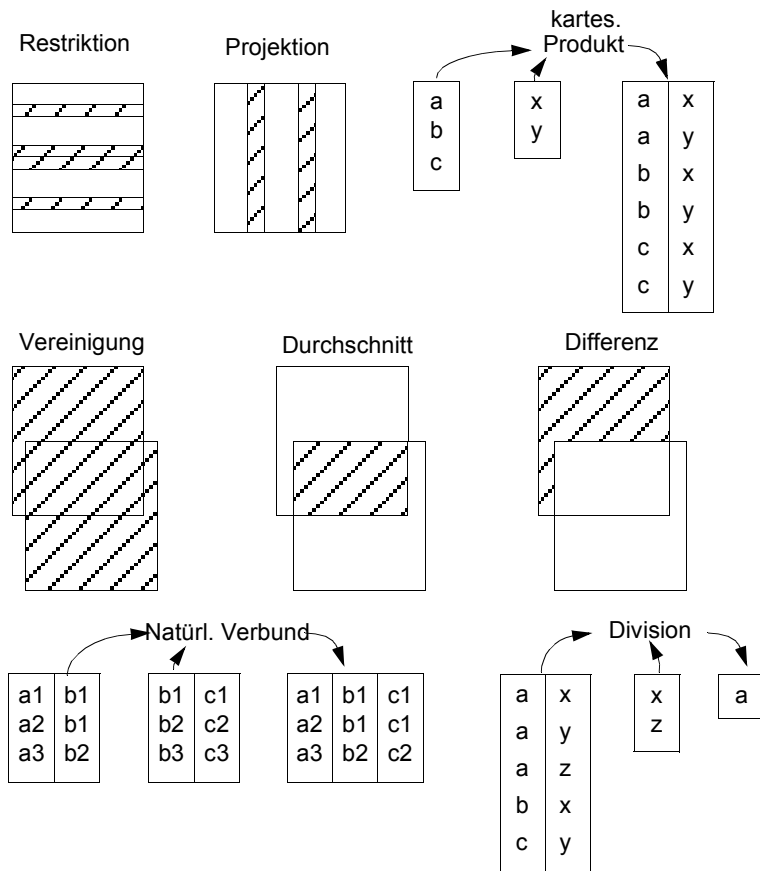 Restriktion
Projektion
kartes.
Produkt
a
b
c
x
y
a x
a y
b x
b y
c x
c y
Vereinigung
Durchschnitt
Differenz
Natürl. Verbund
a1 b1
a2 b1
a3 b2
b1 c1
b2 c2
b3 c3
a1 b1 c1
a2 b1 c1
a3 b2 c2
Division
a x
a y
a z
b x
c y
x
z
a